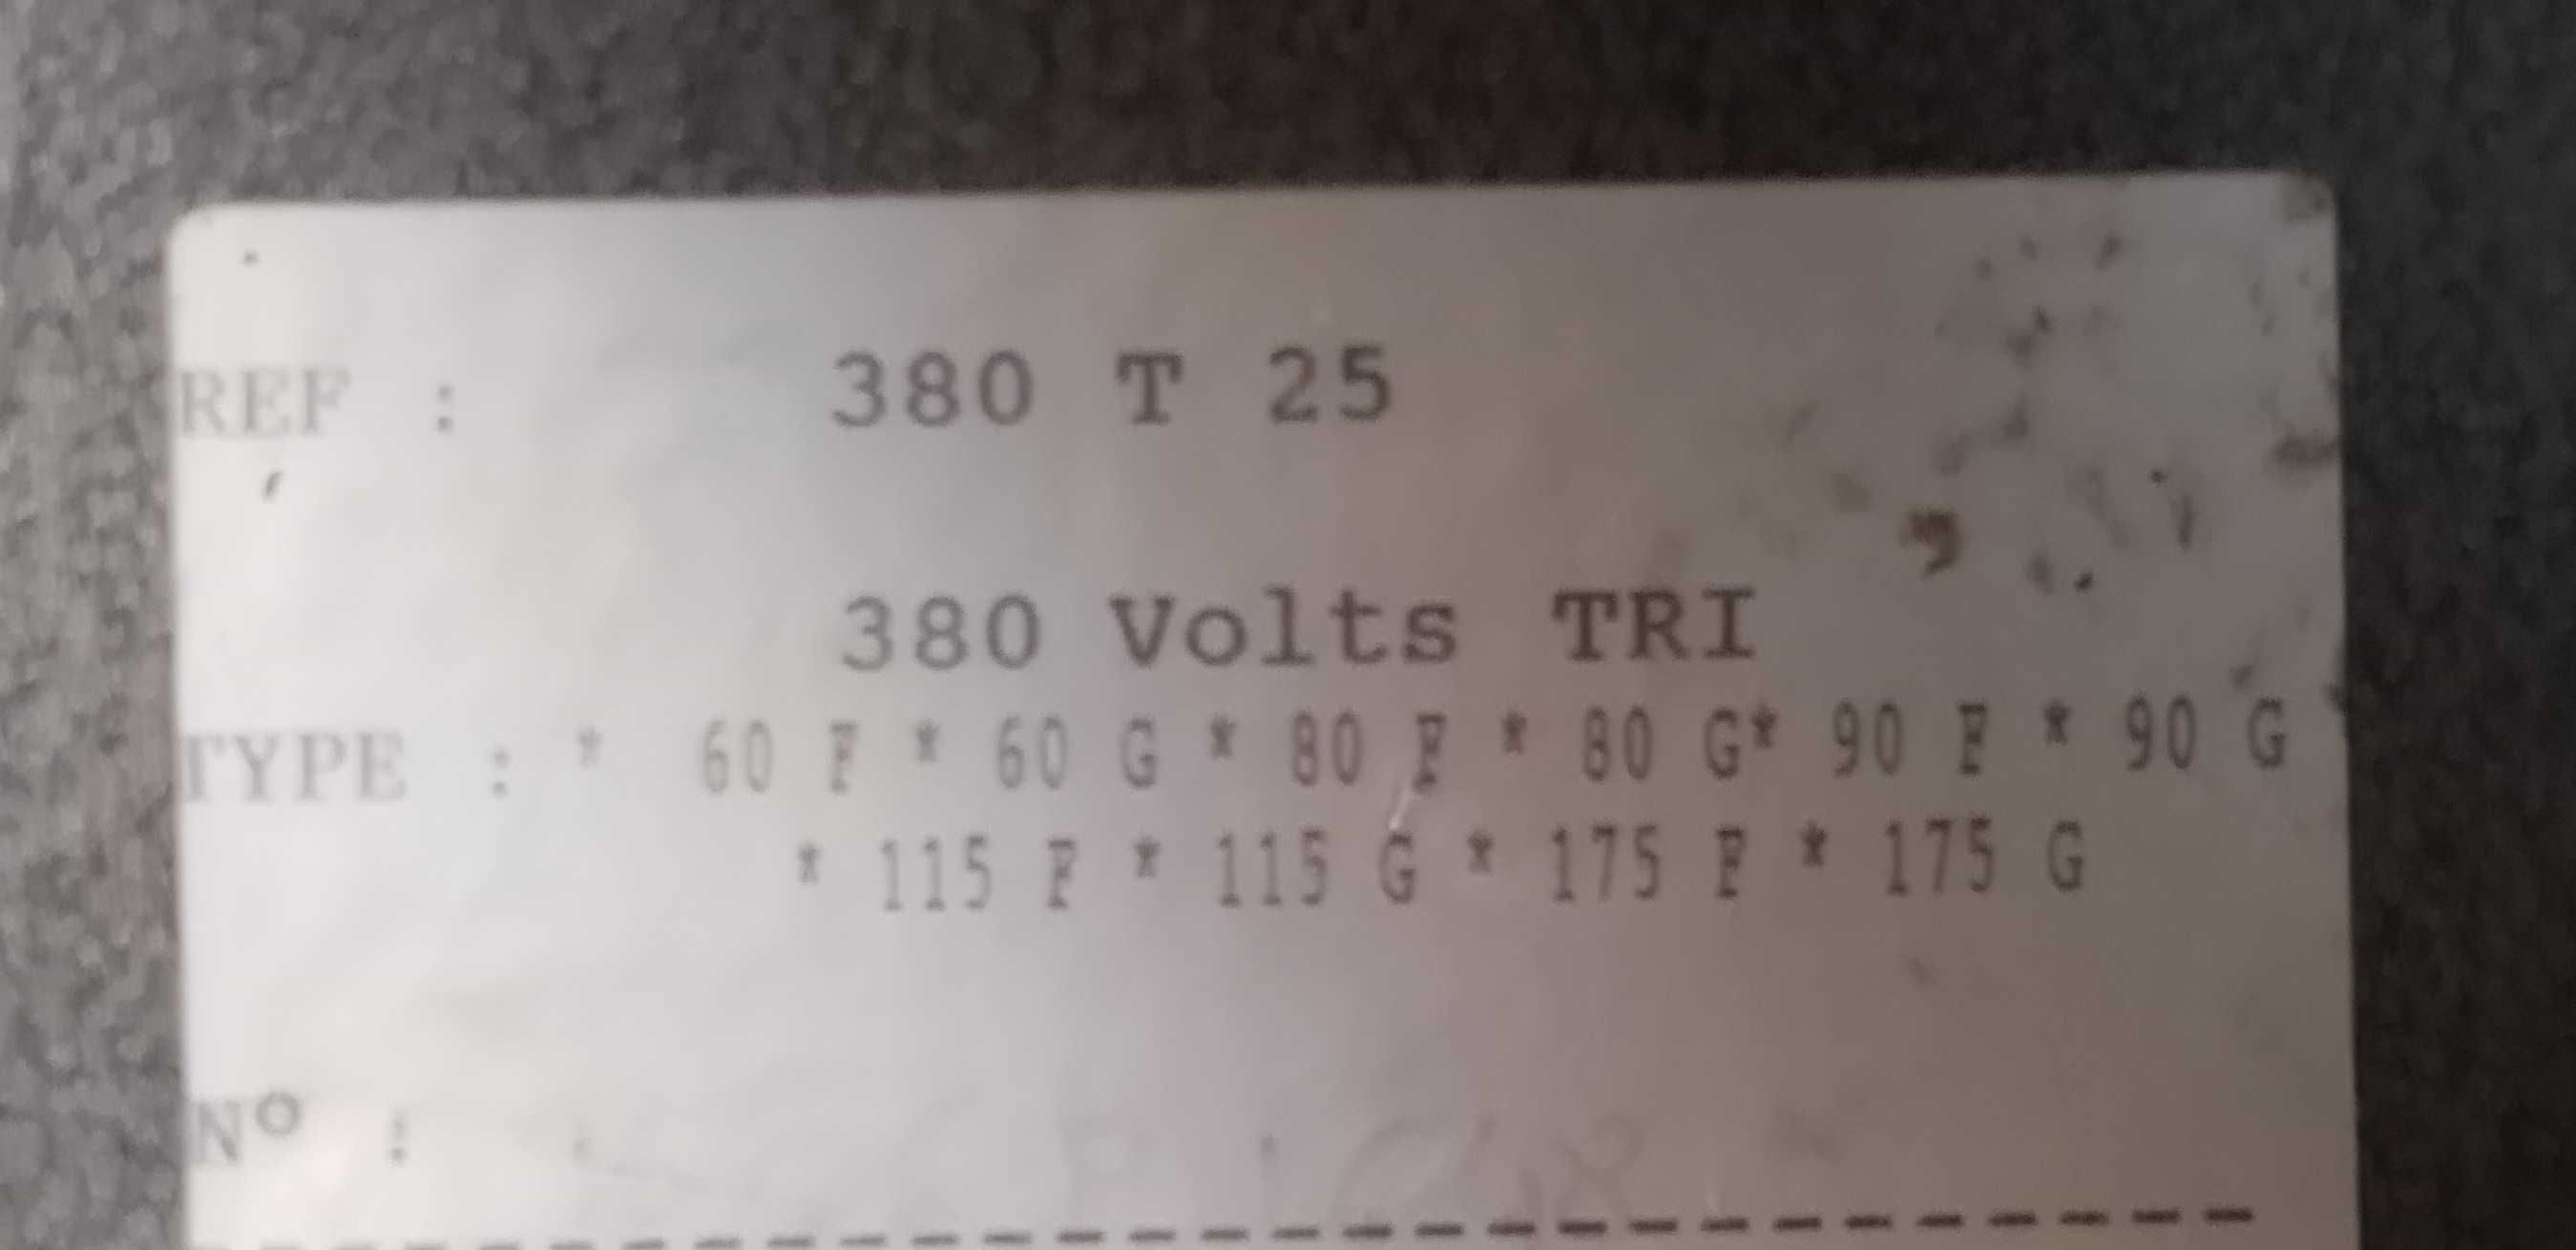 REF : 380 T 25
380 Volts TRI
TYPE : * 60 F * 60 G * 80 F * 80 G* 90 F * 90 G
* 115 F * 115 G * 175 F * 175 G
N° :